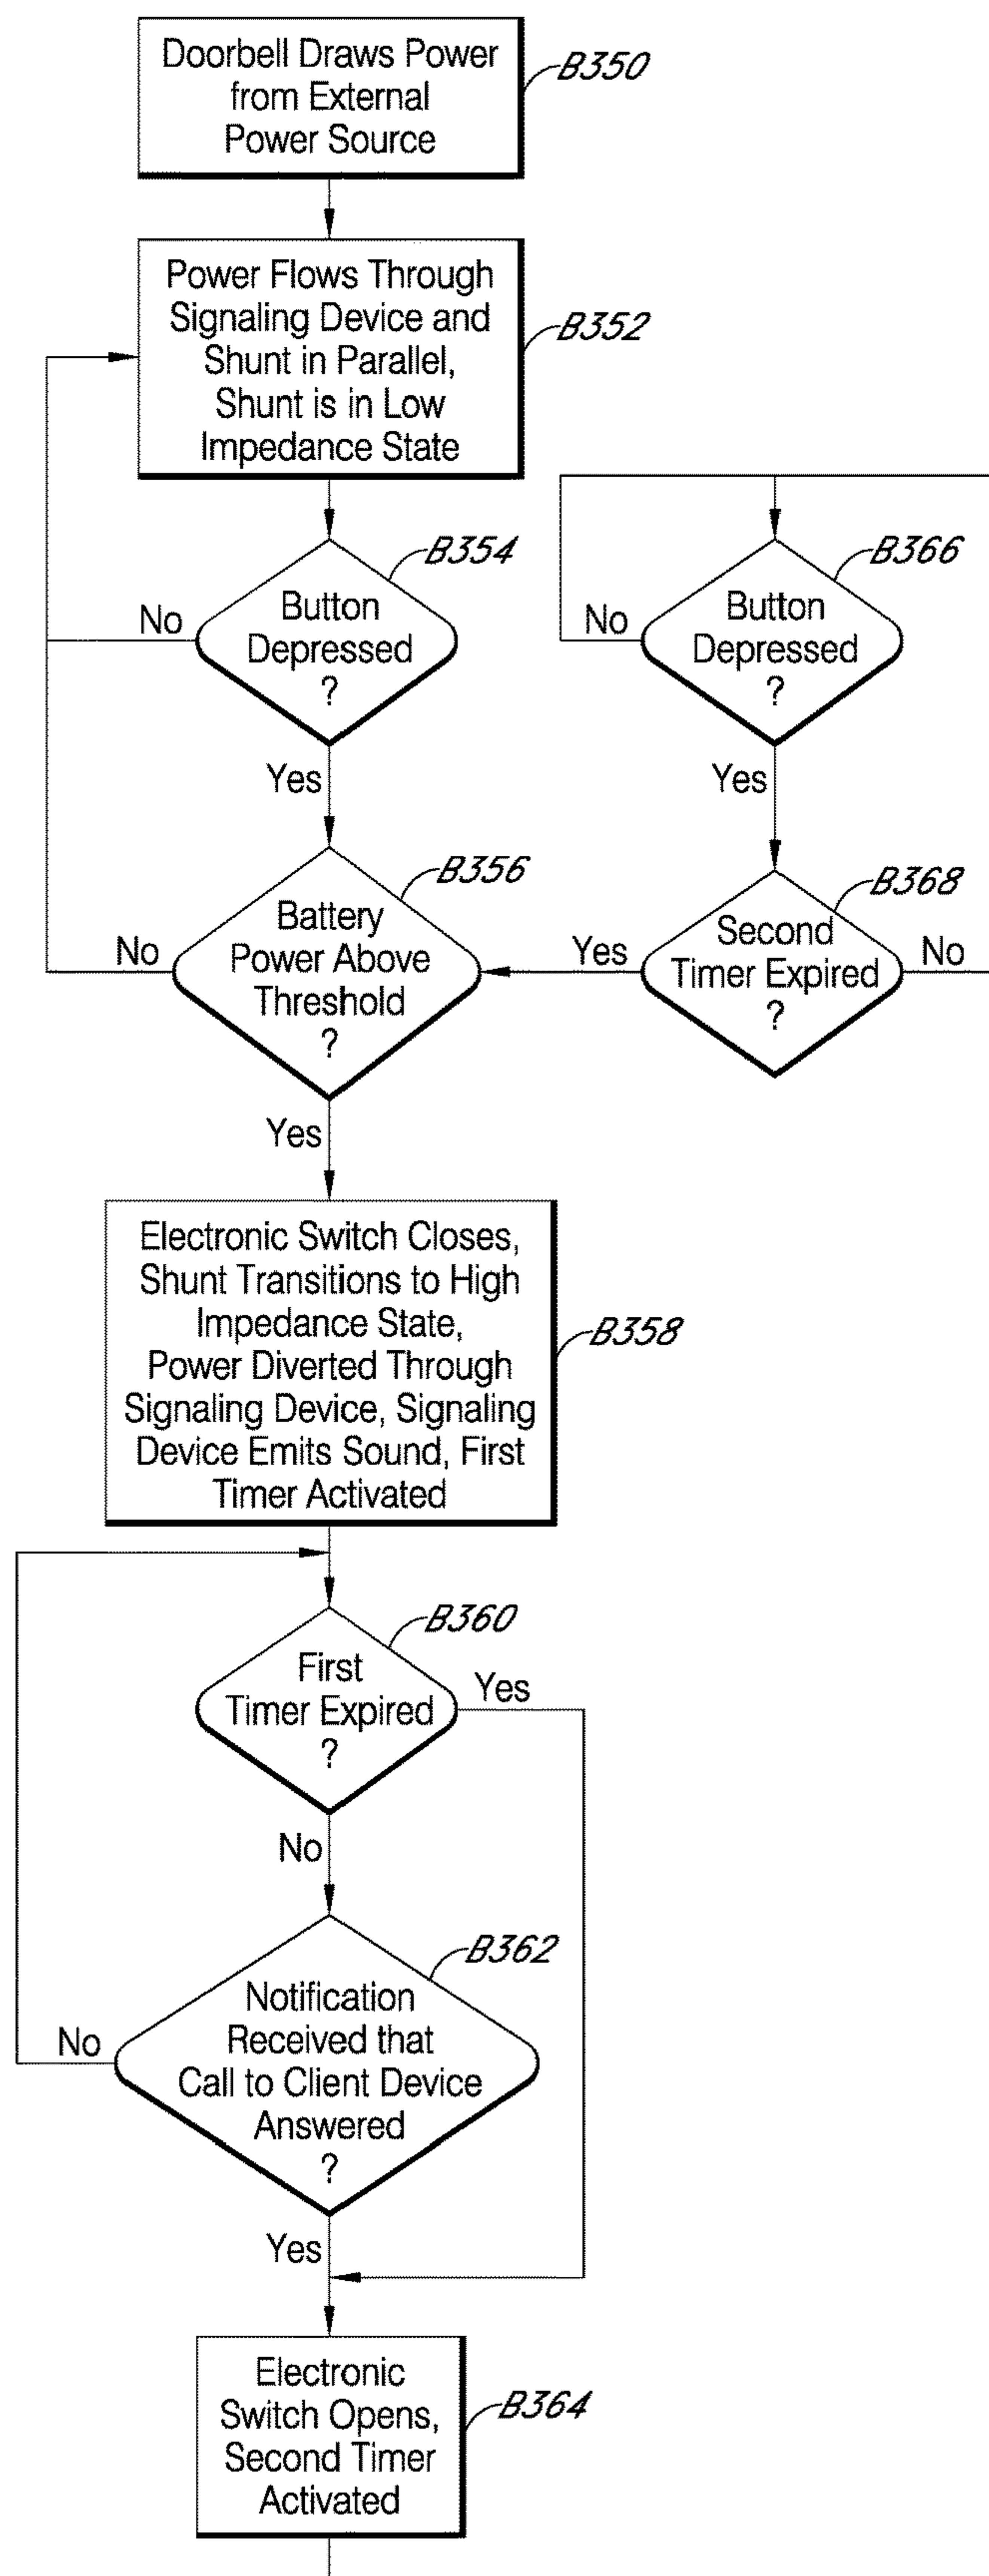 Doorbell Draws Power
from External
Power Source
B350
Power Flows Through
Signaling Device and
Shunt in Parallel,
Shunt is in Low
Impedance State
B352
Button
Depressed
?
B354
No
Yes
Button
Depressed
?
B366
No
Yes
Battery
Power Above
Threshold
?
B356
No
Yes
Second
Timer Expired
?
B368
Yes
No
Electronic Switch Closes,
Shunt Transitions to High
Impedance State,
Power Diverted Through
Signaling Device, Signaling
Device Emits Sound, First
Timer Activated
B358
First
Timer Expired
?
B360
Yes
No
Notification
Received that
Call to Client Device
Answered
?
B362
No
Yes
Electronic
Switch Opens,
Second Timer
Activated
B364